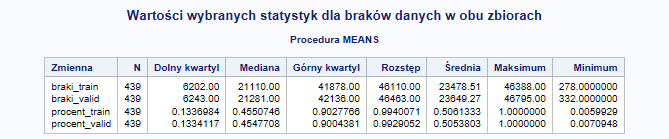 Wartości wybranych statystyk dla braków danych w obu zbiorach
Procedura MEANS
Zmienna N Dolny kwartyl Mediana Górny kwartyl Rozstęp Średnia Maksimum Minimum
braki_train 439 6202.00 21110.00 41878.00 46110.00 23478.51 46388.00 278.0000000
braki_valid 439 6243.00 21281.00 42136.00 46463.00 23649.27 46795.00 332.0000000
procent_train 439 0.1336984 0.4550746 0.9027766 0.9940071 0.5061333 1.0000000 0.0059929
procent_valid 439 0.1334117 0.4547708 0.9004381 0.9929052 0.5053803 1.0000000 0.0070948